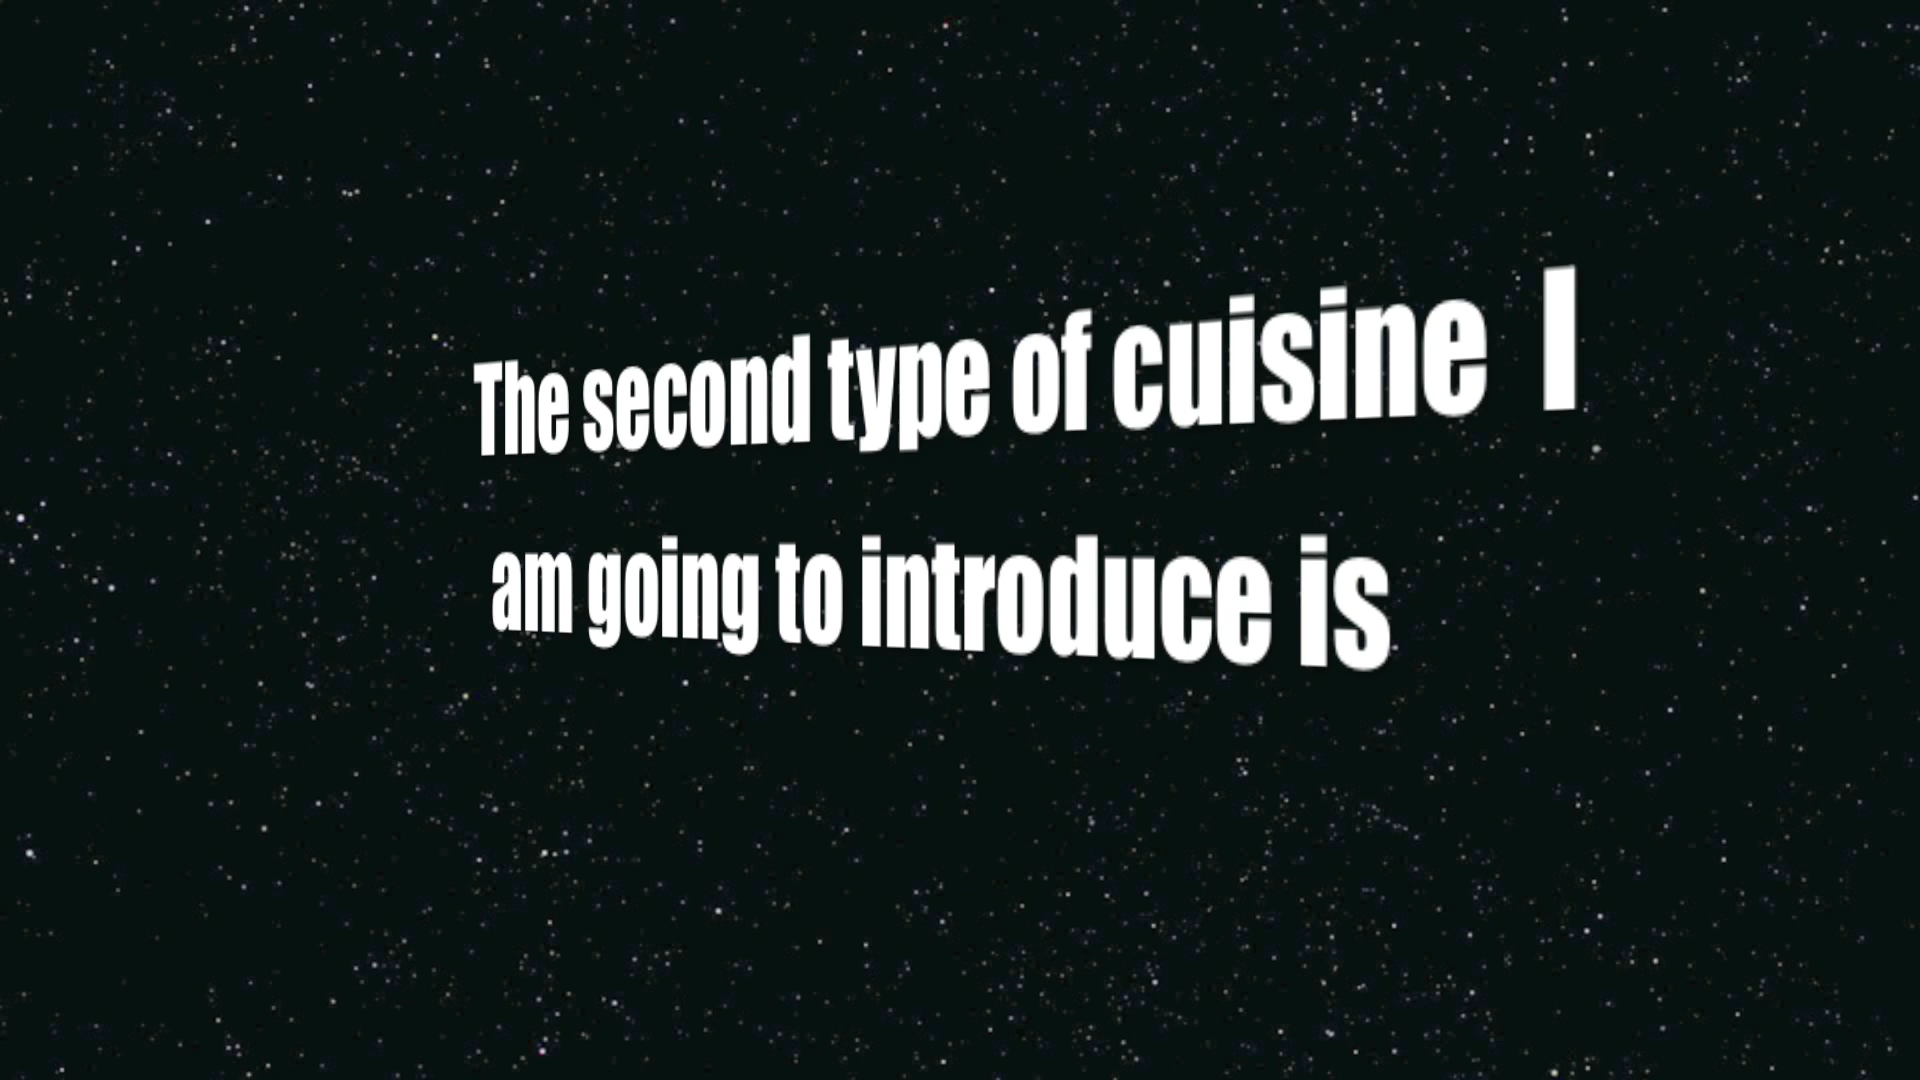 The second type of cuisine I
am going to introduce is